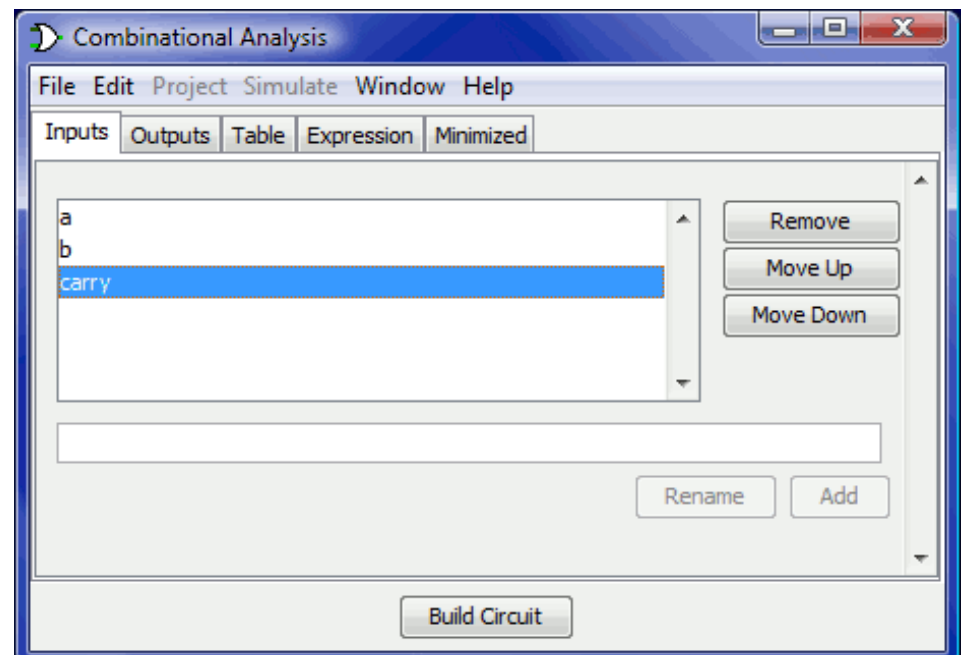 Combinational Analysis
File Edit Project Simulate Window Help
Inputs Outputs Table Expression Minimized
a
b
carry
Remove
Move Up
Move Down
Rename Add
Build Circuit